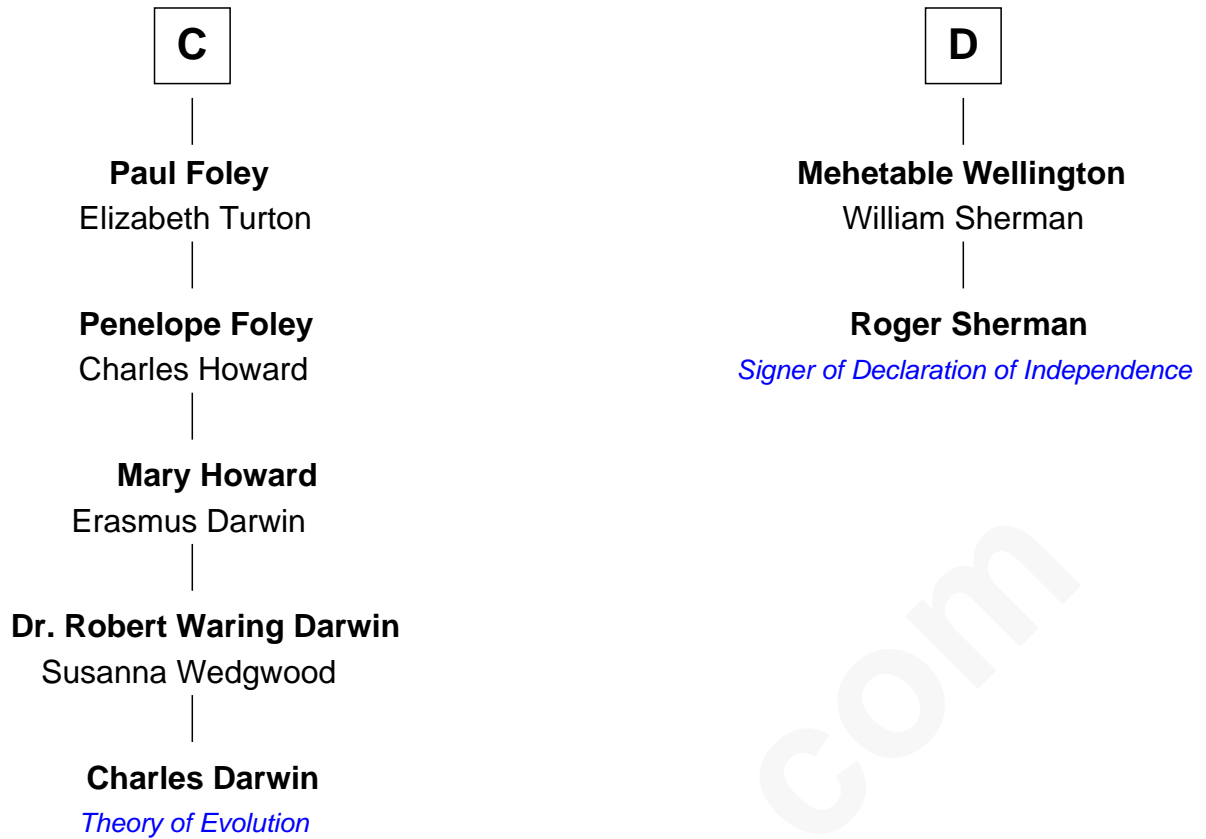 C
Paul Foley
Elizabeth Turton
Penelope Foley
Charles Howard
Mary Howard
Erasmus Darwin
Dr. Robert Waring Darwin
Susanna Wedgwood
Charles Darwin
Theory of Evolution
D
Mehetable Wellington
William Sherman
Roger Sherman
Signer of Declaration of Independence
com